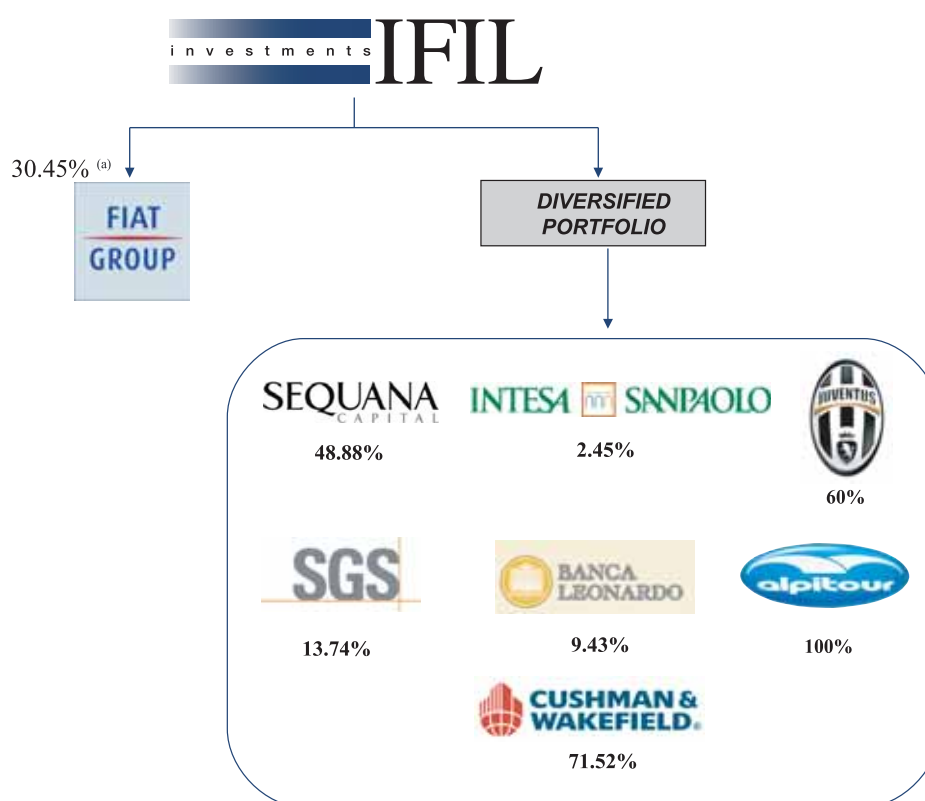 investments IFIL
30.45% (a)
FIAT
GROUP
DIVERSIFIED
PORTFOLIO
SEQUANA
CAPITAL
48.88%
INTESA SANPAOLO
2.45%
JUVENTUS
60%
SGS
13.74%
BANCA
LEONARDO
9.43%
alpitour
100%
CUSHMAN &
WAKEFIELD®
71.52%